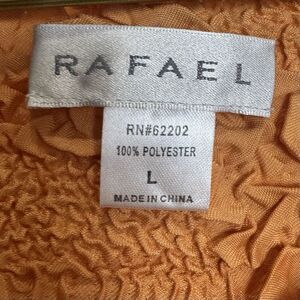 RAFAEL
RN#62202
100% POLYESTER
L
MADE IN CHINA